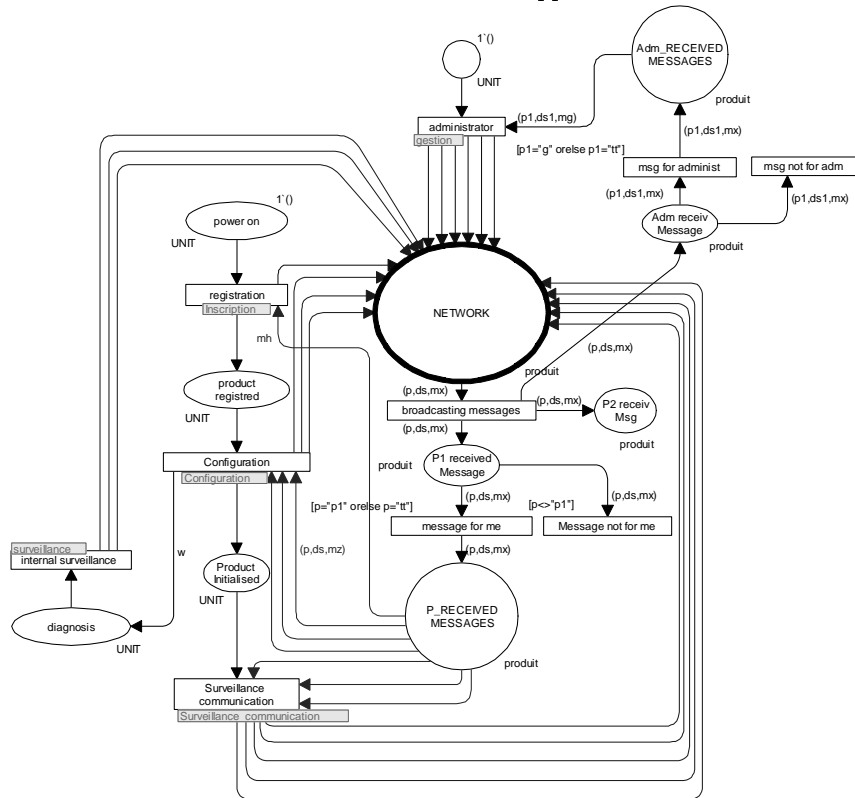 1`()
Adm_RECEIVED
MESSAGES
UNIT
produit
(p1,ds1,mg)
administrator
gestion
(p1,ds1,mx)
[p1="g" orelse p1="tt"]
msg for administ
msg not for adm
(p1,ds1,mx)
(p1,ds1,mx)
1`()
power on
Adm receiv
Message
UNIT
produit
registration
Inscription
NETWORK
mh
(p,ds,mx)
produit
product
registred
(p,ds,mx)
(p,ds,mx)
P2 receiv
Msg
broadcasting messages
UNIT
(p,ds,mx)
produit
Configuration
Configuration
produit
P1 received
Message
(p,ds,mx)
(p,ds,mx)
[p="p1" orelse p="tt"]
[p<>"p1"]
message for me
Message not for me
surveillance
internal surveillance
w
(p,ds,mz)
(p,ds,mx)
Product
Initialised
UNIT
P_RECEIVED
MESSAGES
diagnosis
UNIT
produit
Surveillance
communication
Surveillance_communication